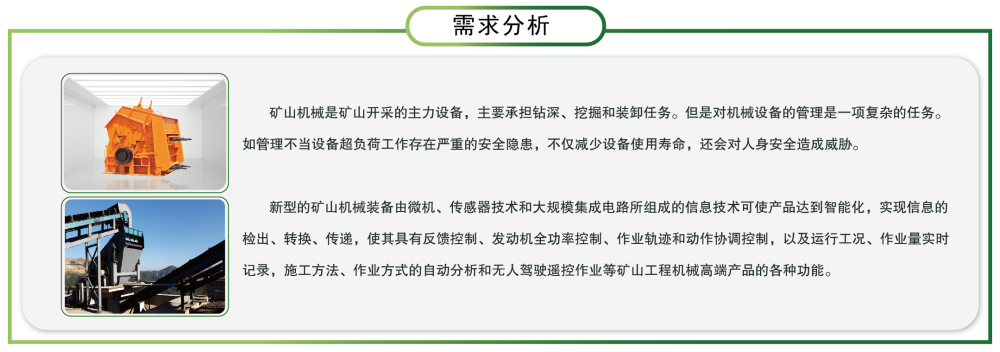 需求分析
矿山机械是矿山开采的主力设备，主要承担钻深、挖掘和装卸任务。但是对机械设备的管理是一项复杂的任务。
如管理不当设备超负荷工作存在严重的安全隐患，不仅减少设备使用寿命，还会对人身安全造成威胁。
新型的矿山机械装备由微机、传感器技术和大规模集成电路所组成的信息技术可使产品达到智能化，实现信息的
检出、转换、传递，使其具有反馈控制、发动机全功率控制、作业轨迹和动作协调控制，以及运行工况、作业量实时
记录，施工方法、作业方式的自动分析和无人驾驶遥控作业等矿山工程机械高端产品的各种功能。